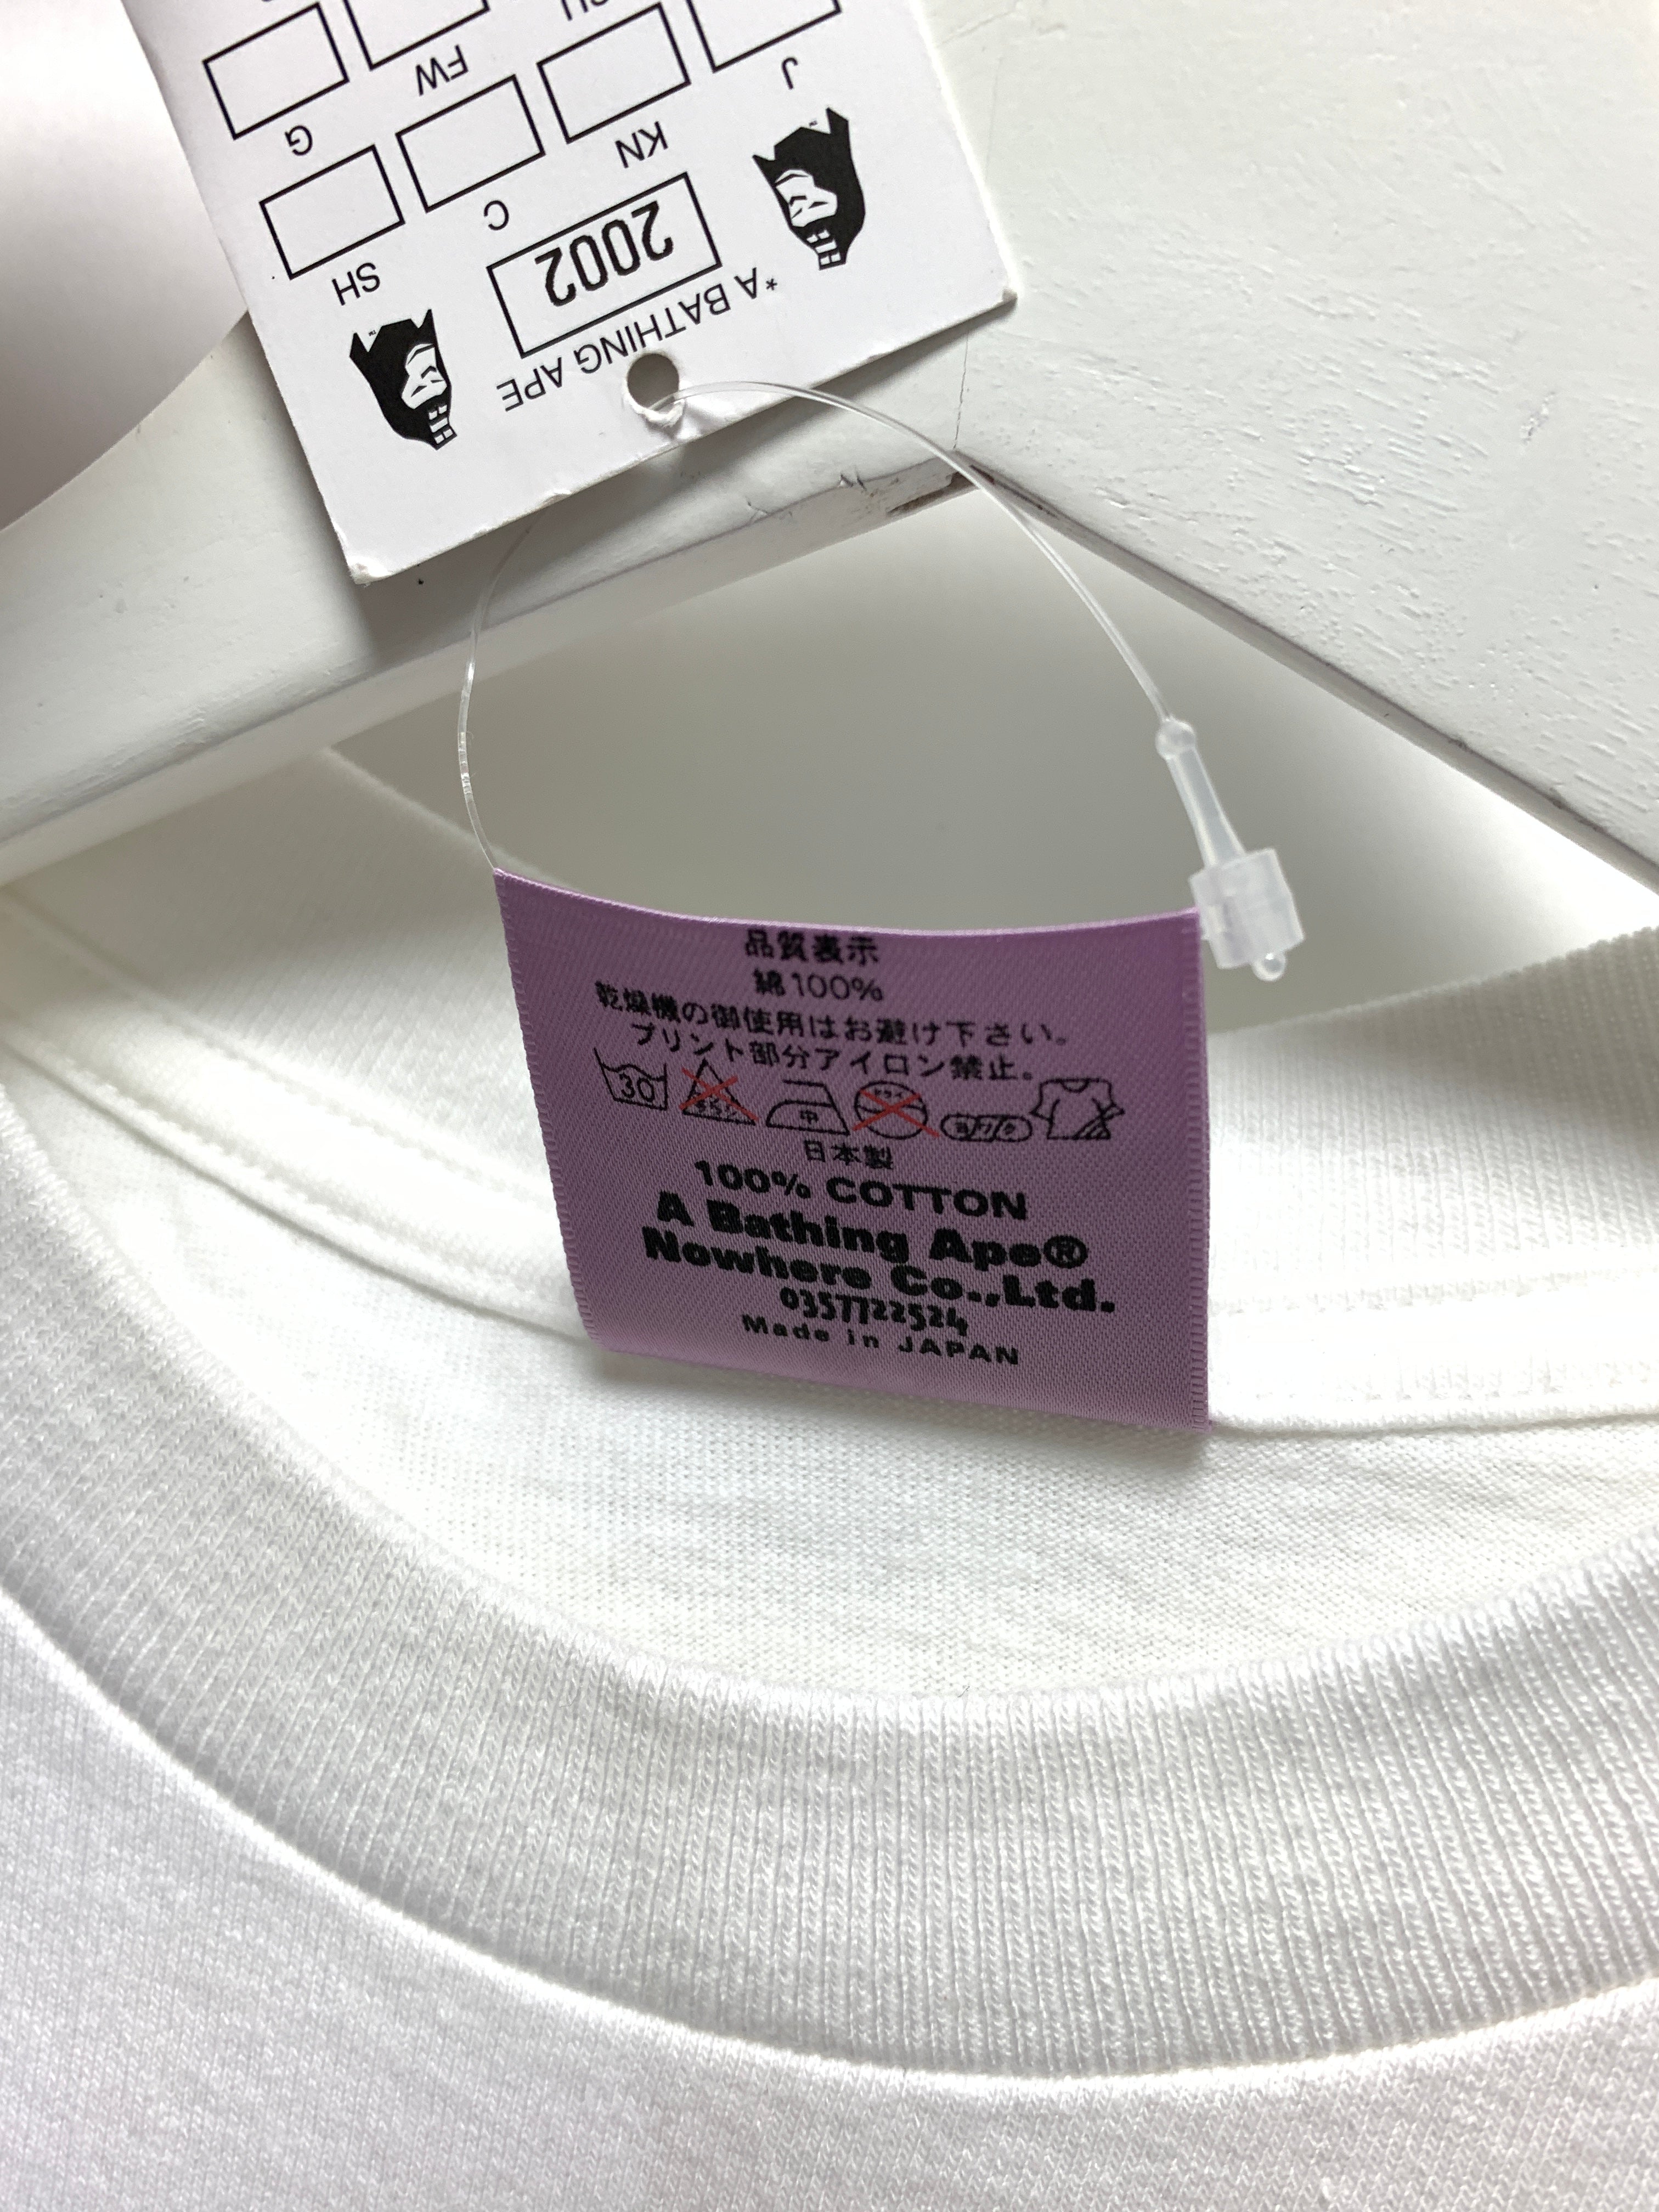 *A BATHING APE
2002
SH
C
KN
J
G
FW
品質表示
綿100%
乾燥機の御使用はお避け下さい。
プリント部分アイロン禁止。
30
中
日本製
100% COTTON
A Bathing Ape®
Nowhere Co.,Ltd.
0357722524
Made in JAPAN